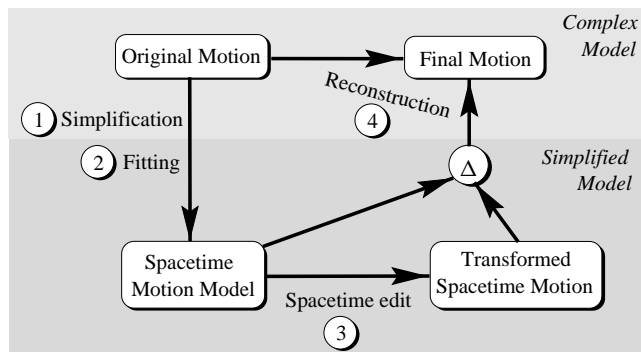 Complex
Model
Original Motion
Final Motion
Reconstruction
4
1 Simplification
2 Fitting
Simplified
Model
Δ
Spacetime
Motion Model
Transformed
Spacetime Motion
Spacetime edit
3